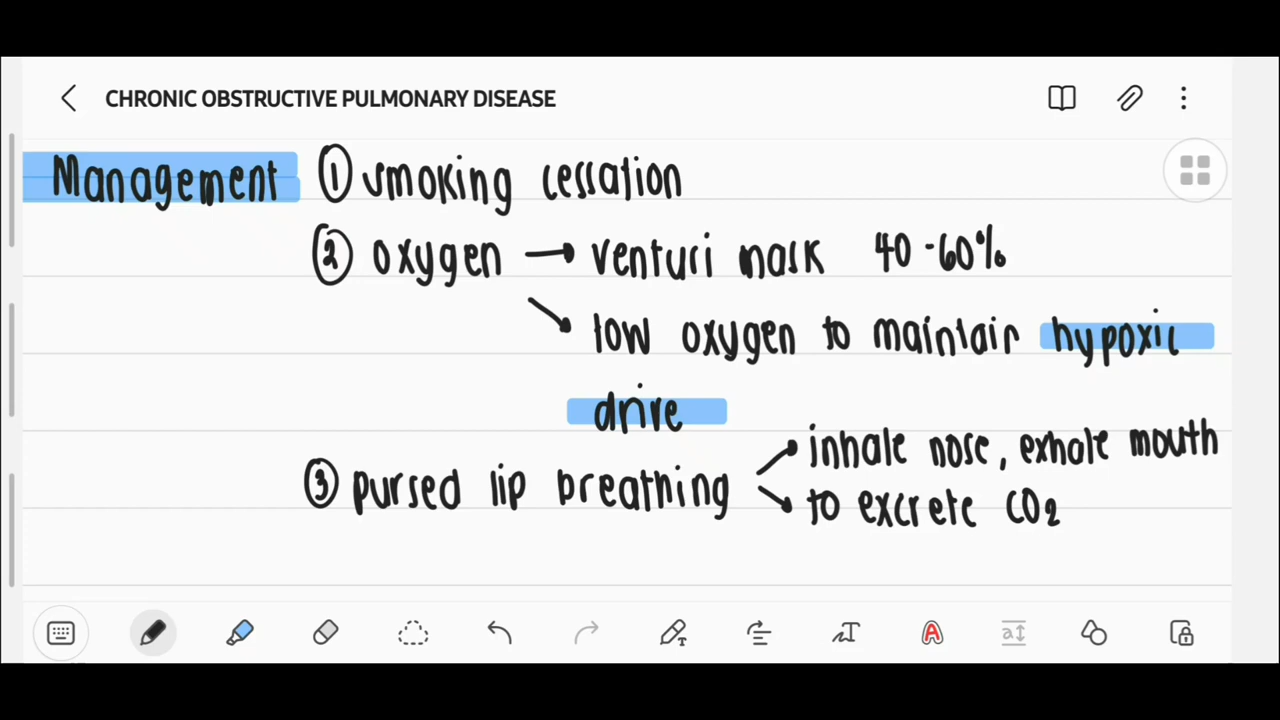 CHRONIC OBSTRUCTIVE PULMONARY DISEASE
Management ① smoking cessation
② oxygen → venturi mask 40-60%
↘ low oxygen to maintain hypoxic
drive
③ pursed lip breathing ↗ inhale nose, exhale mouth
↘ to excrete CO2